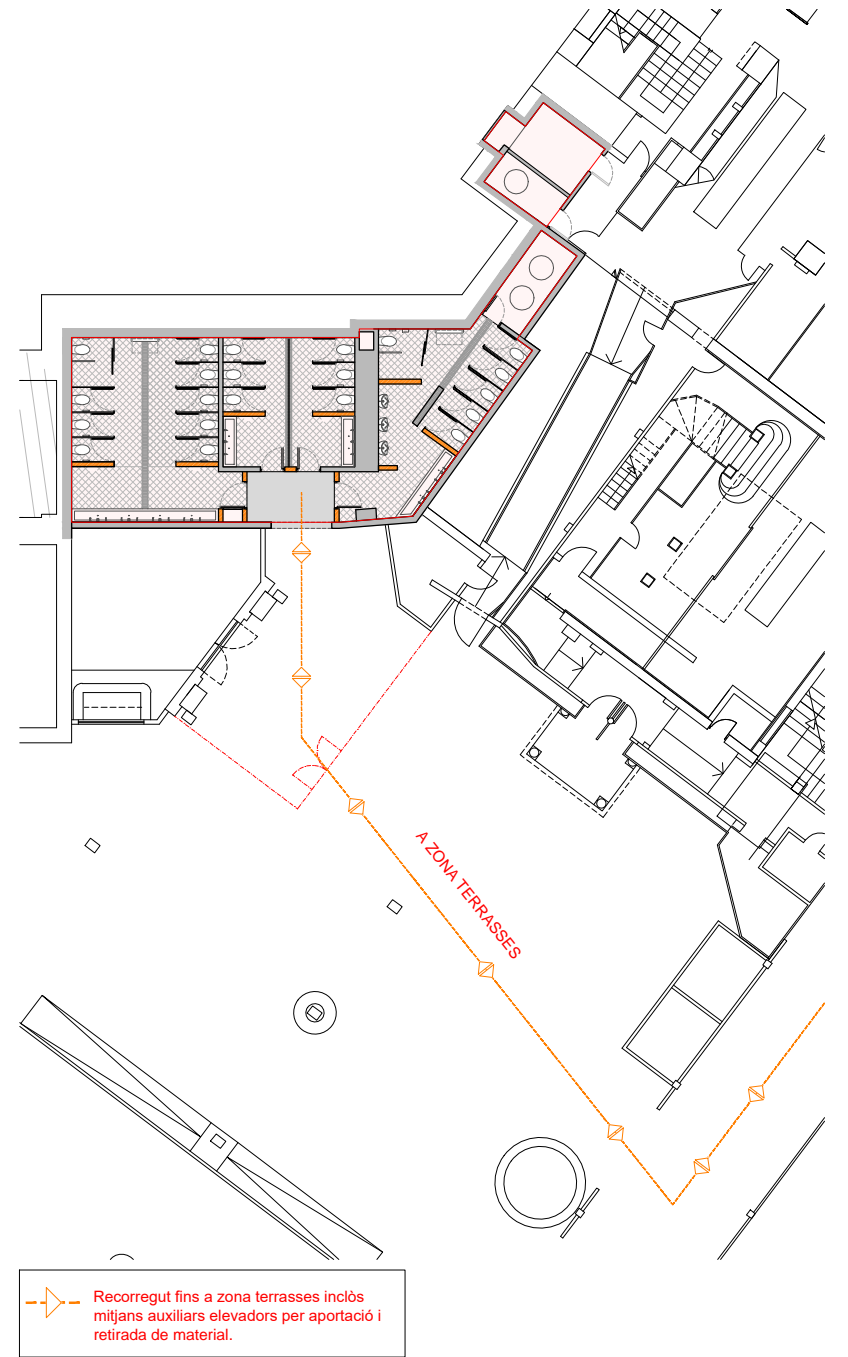 A ZONA TERRASSES
Recorregut fins a zona terrasses inclòs
mitjans auxiliars elevadors per aportació i
retirada de material.